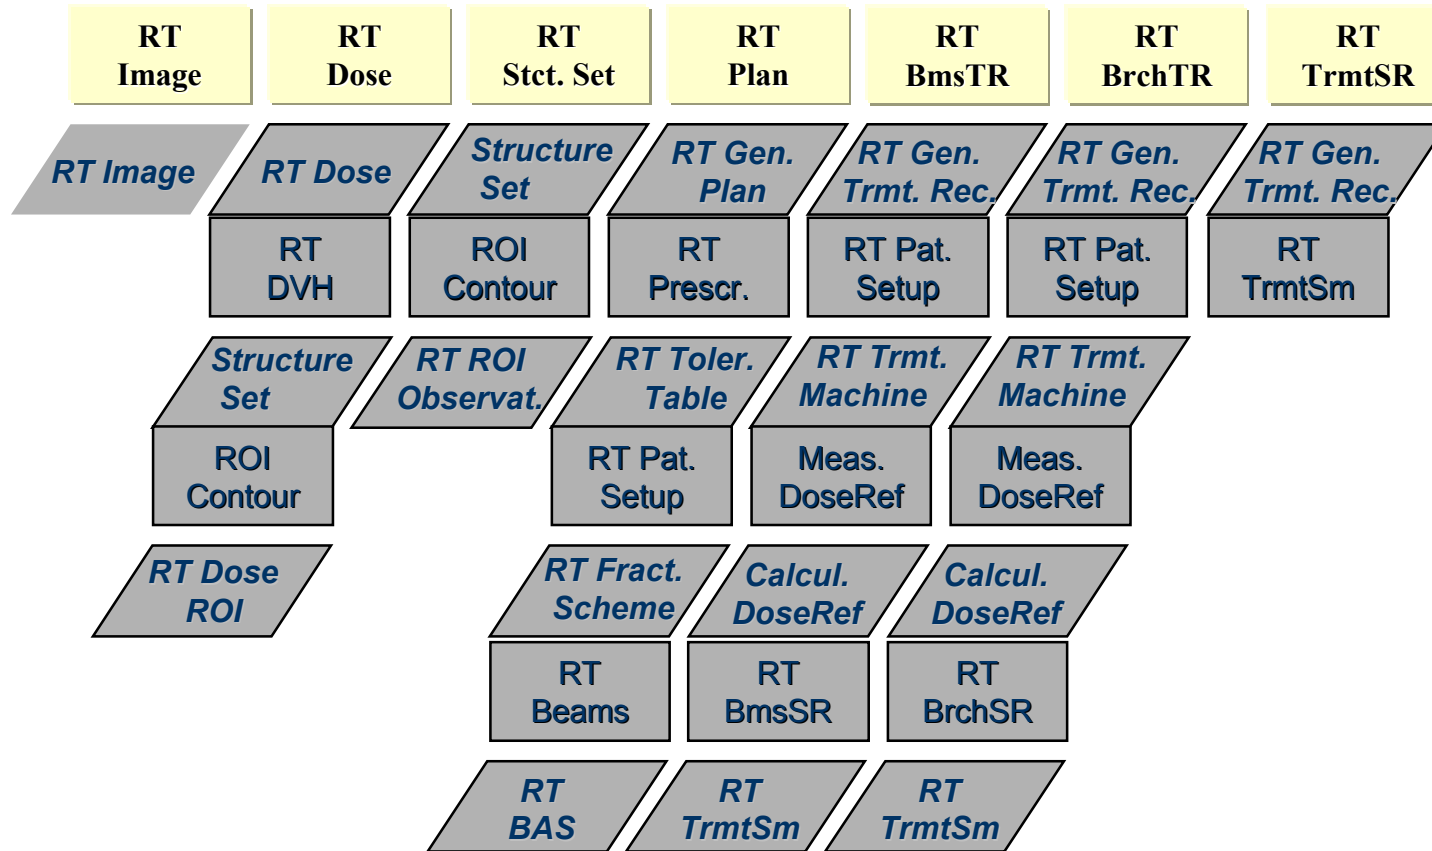 RT
Image
RT
Dose
RT
Stct. Set
RT
Plan
RT
BmsTR
RT
BrchTR
RT
TrmtSR
RT Image
RT Dose
Structure
Set
RT Gen.
Plan
RT Gen.
Trmt. Rec.
RT Gen.
Trmt. Rec.
RT Gen.
Trmt. Rec.
RT
DVH
ROI
Contour
RT
Prescr.
RT Pat.
Setup
RT Pat.
Setup
RT
TrmtSm
Structure
Set
RT ROI
Observat.
RT Toler.
Table
RT Trmt.
Machine
RT Trmt.
Machine
ROI
Contour
RT Pat.
Setup
Meas.
DoseRef
Meas.
DoseRef
RT Dose
ROI
RT Fract.
Scheme
Calcul.
DoseRef
Calcul.
DoseRef
RT
Beams
RT
BmsSR
RT
BrchSR
RT
BAS
RT
TrmtSm
RT
TrmtSm